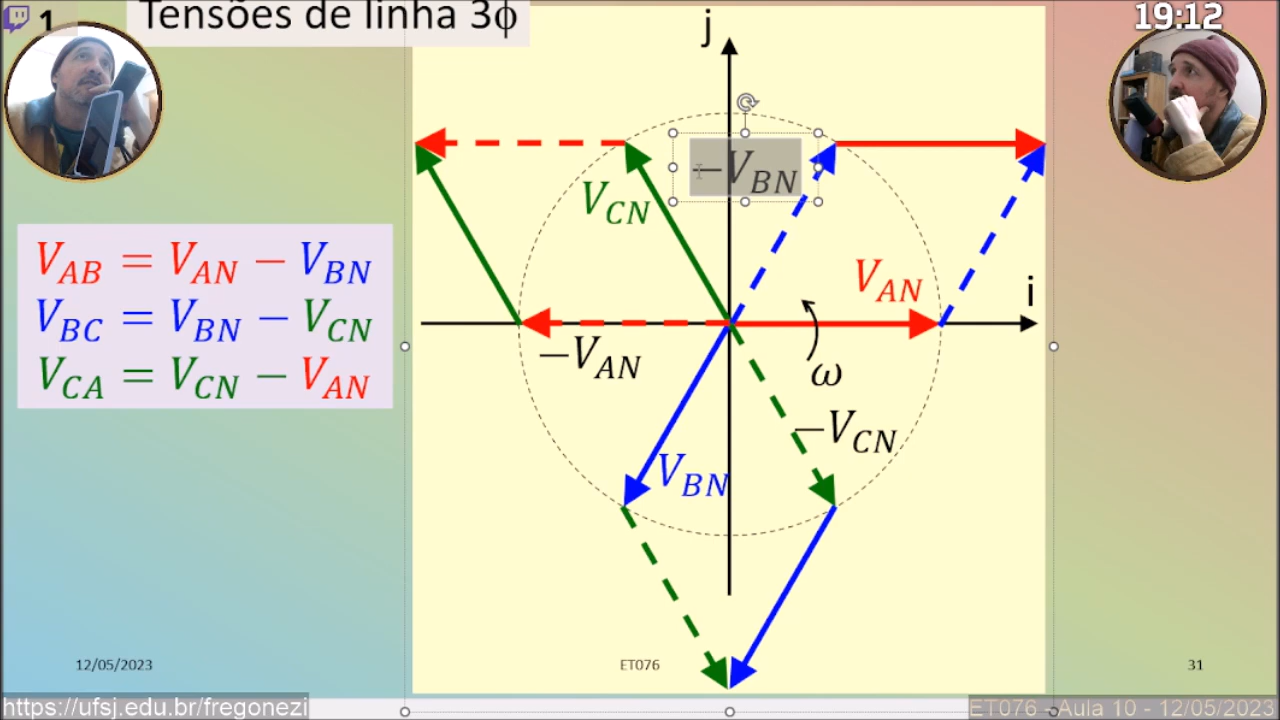 1
Tensões de linha 3ϕ
19:12
j
−V_BN
V_CN
V_AN
i
V_AB = V_AN − V_BN
V_BC = V_BN − V_CN
V_CA = V_CN − V_AN
−V_AN
ω
−V_CN
V_BN
12/05/2023
ET076
31
https://ufsj.edu.br/fregorezi
ET076 - Aula 10 - 12/05/2023